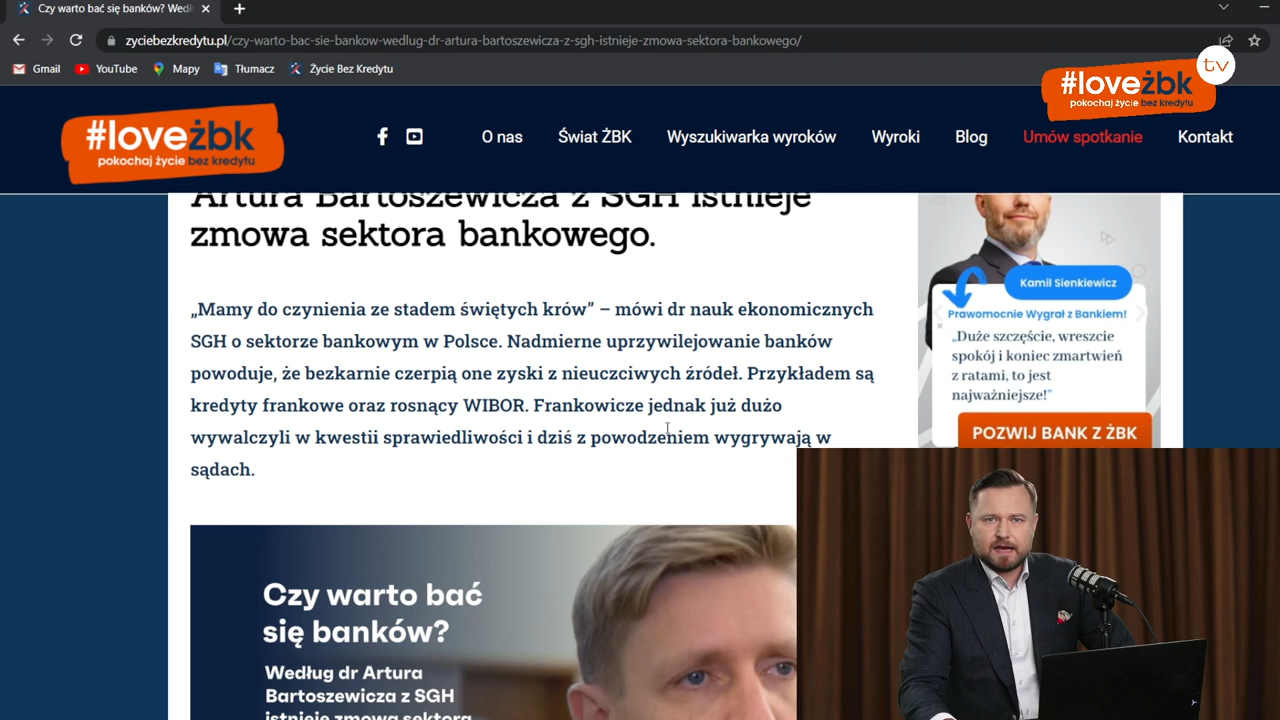 Czy warto bać się banków? Wedł
zyciebezkredytu.pl/czy-warto-bac-sie-bankow-wedlug-dr-artura-bartoszewicza-z-sgh-istnieje-zmowa-sektora-bankowego/
Gmail
YouTube
Mapy
Tłumacz
Życie Bez Kredytu
tv
#loveżbk
pokochaj życie bez kredytu
#loveżbk
pokochaj życie bez kredytu
O nas
Świat ŻBK
Wyszukiwarka wyroków
Wyroki
Blog
Umów spotkanie
Kontakt
Artura Bartoszewicza z SGH istnieje
zmowa sektora bankowego.
„Mamy do czynienia ze stadem świętych krów” – mówi dr nauk ekonomicznych
SGH o sektorze bankowym w Polsce. Nadmierne uprzywilejowanie banków
powoduje, że bezkarnie czerpią one zyski z nieuczciwych źródeł. Przykładem są
kredyty frankowe oraz rosnący WIBOR. Frankowicze jednak już dużo
wywalczyli w kwestii sprawiedliwości i dziś z powodzeniem wygrywają w
sądach.
Kamil Sienkiewicz
Prawomocnie Wygrał z Bankiem!
„Duże szczęście, wreszcie
spokój i koniec zmartwień
z ratami, to jest
najważniejsze!"
POZWIJ BANK Z ŻBK
Czy warto bać
się banków?
Według dr Artura
Bartoszewicza z SGH
istnieje zmowa sektora